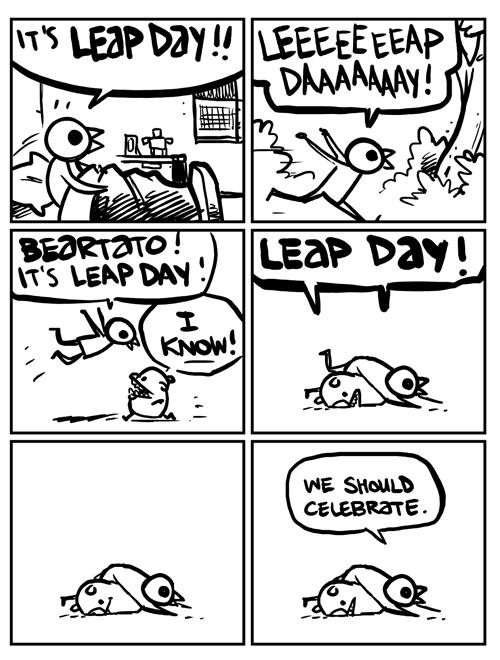 IT'S LEAP DAY!!
LEEEEEEEAP
DAAAAAAAY!
BEARTATO!
IT'S LEAP DAY!
I
KNOW!
LEAP DAY!
WE SHOULD
CELEBRATE.